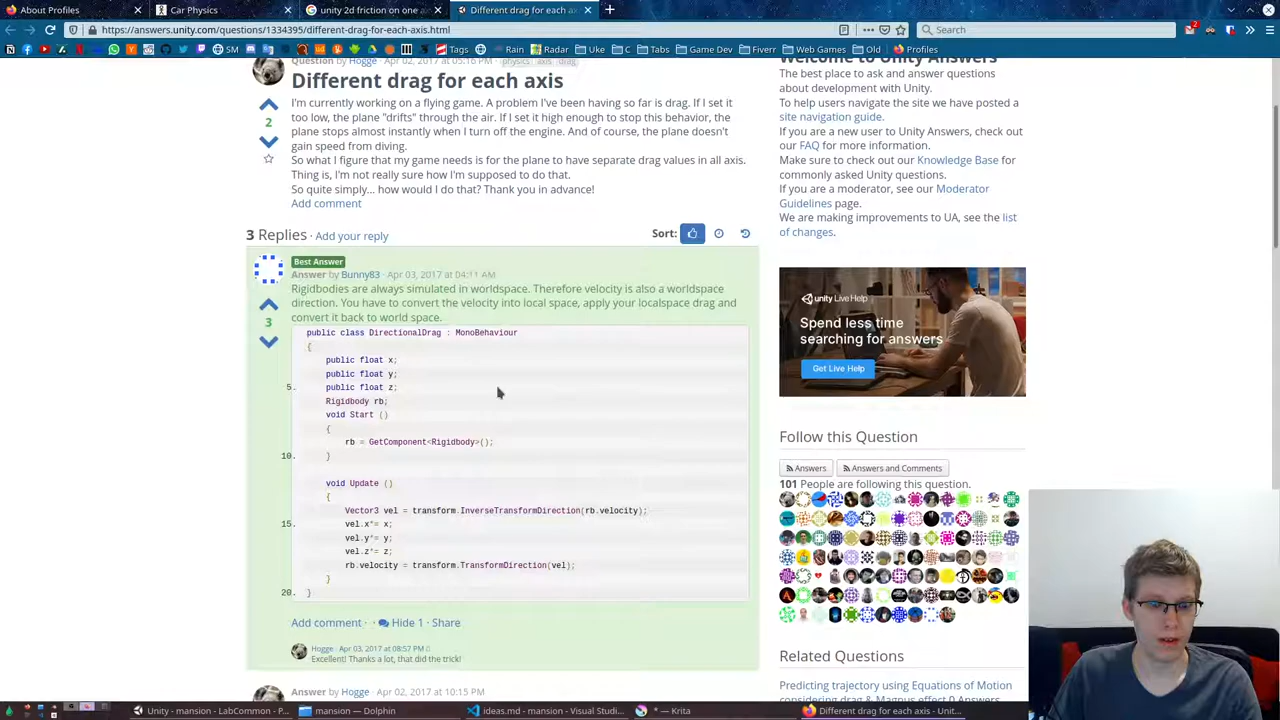 About Profiles
Car Physics
unity 2d friction on one a
Different drag for each ax
https://answers.unity.com/questions/1334395/different-drag-for-each-axis.html
Search
2
SM
Tags
Rain
Radar
Uke
C
Tabs
Game Dev
Fiverr
Web Games
Old
Profiles
Question by Hogge · Apr 02, 2017 at 05:16 PM · physics axis drag
Different drag for each axis
I'm currently working on a flying game. A problem I've been having so far is drag. If I set it
too low, the plane "drifts" through the air. If I set it high enough to stop this behavior, the
plane stops almost instantly when I turn off the engine. And of course, the plane doesn't
gain speed from diving.
So what I figure that my game needs is for the plane to have separate drag values in all axis.
Thing is, I'm not really sure how I'm supposed to do that.
So quite simply... how would I do that? Thank you in advance!
Add comment
2
3 Replies · Add your reply
Sort:
Best Answer
Answer by Bunny83 · Apr 03, 2017 at 04:11 AM
Rigidbodies are always simulated in worldspace. Therefore velocity is also a worldspace
direction. You have to convert the velocity into local space, apply your localspace drag and
convert it back to world space.
3
public class DirectionalDrag : MonoBehaviour
{
public float x;
public float y;
5. public float z;
Rigidbody rb;
void Start ()
{
rb = GetComponent<Rigidbody>();
10. }
void Update ()
{
Vector3 vel = transform.InverseTransformDirection(rb.velocity);
15. vel.x*= x;
vel.y*= y;
vel.z*= z;
rb.velocity = transform.TransformDirection(vel);
}
20. }
Add comment · Hide 1 · Share
Hogge · Apr 03, 2017 at 08:57 PM
Excellent! Thanks a lot, that did the trick!
Answer by Hogge · Apr 02, 2017 at 10:15 PM
Welcome to Unity Answers
The best place to ask and answer questions
about development with Unity.
To help users navigate the site we have posted a
site navigation guide.
If you are a new user to Unity Answers, check out
our FAQ for more information.
Make sure to check out our Knowledge Base for
commonly asked Unity questions.
If you are a moderator, see our Moderator
Guidelines page.
We are making improvements to UA, see the list
of changes.
unity Live Help
Spend less time
searching for answers
Get Live Help
Follow this Question
Answers
Answers and Comments
101 People are following this question.
Related Questions
Predicting trajectory using Equations of Motion
considering drag & Magnus effect 0 Answers
Unity - mansion - LabCommon - P...
mansion — Dolphin
ideas.md - mansion - Visual Studi...
* — Krita
Different drag for each axis - Unit...